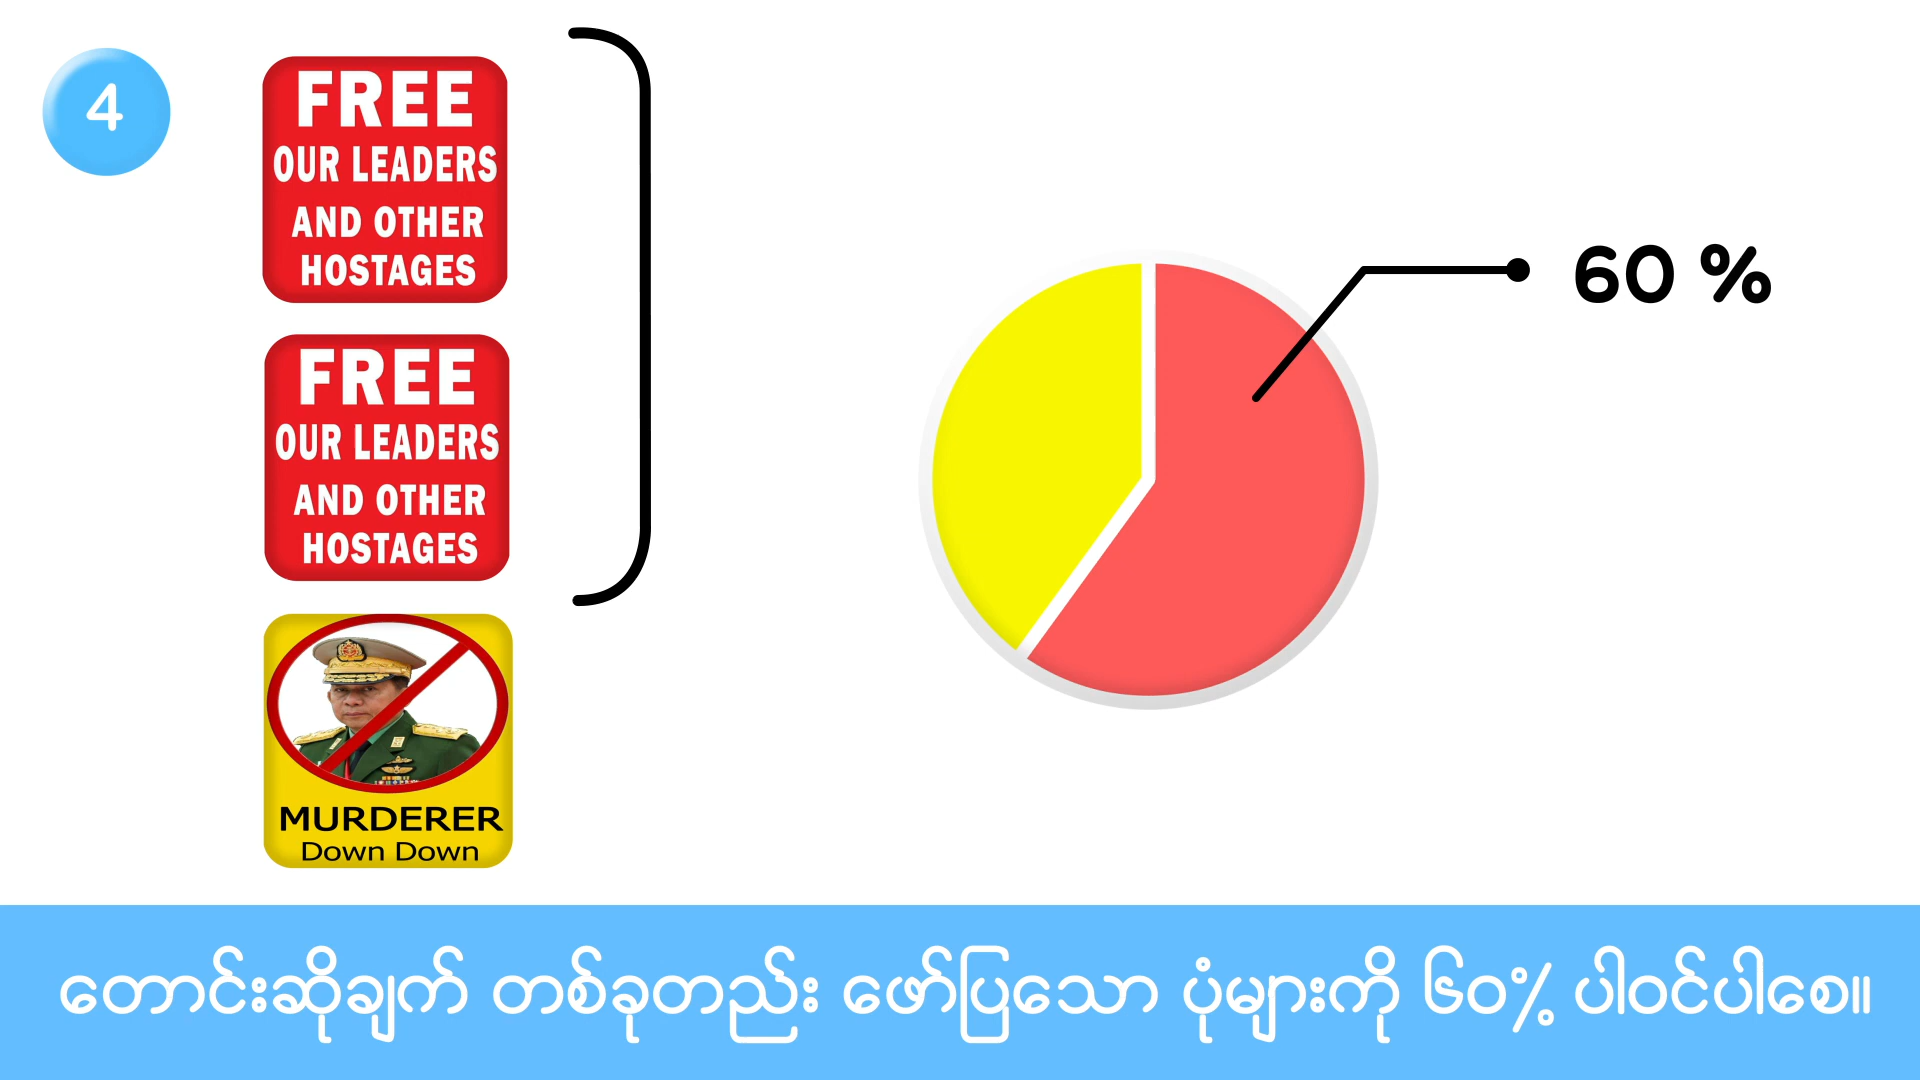 4
FREE
OUR LEADERS
AND OTHER
HOSTAGES
FREE
OUR LEADERS
AND OTHER
HOSTAGES
MURDERER
Down Down
60 %
တောင်းဆိုချက် တစ်ခုတည်း ဖော်ပြသော ပုံများကို ၆၀% ပါဝင်ပါစေ။